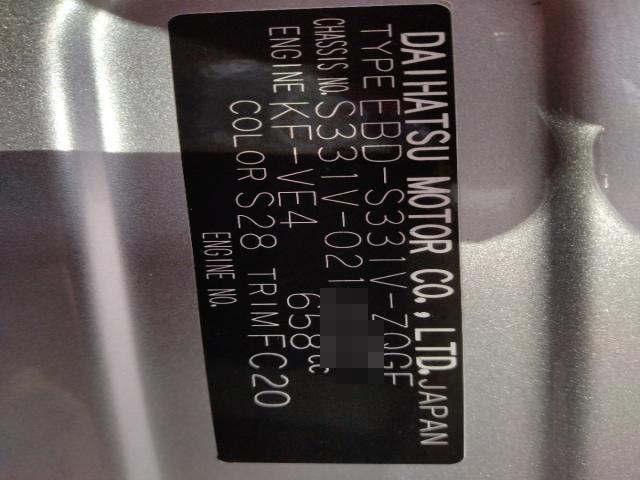 DAIHATSU MOTOR CO., LTD. JAPAN
TYPE EBD-S331V-ZQGF
CHASSIS NO. S331V-021
ENGINE KF-VE4 658cc
COLOR S28 TRIM FC20
ENGINE NO.